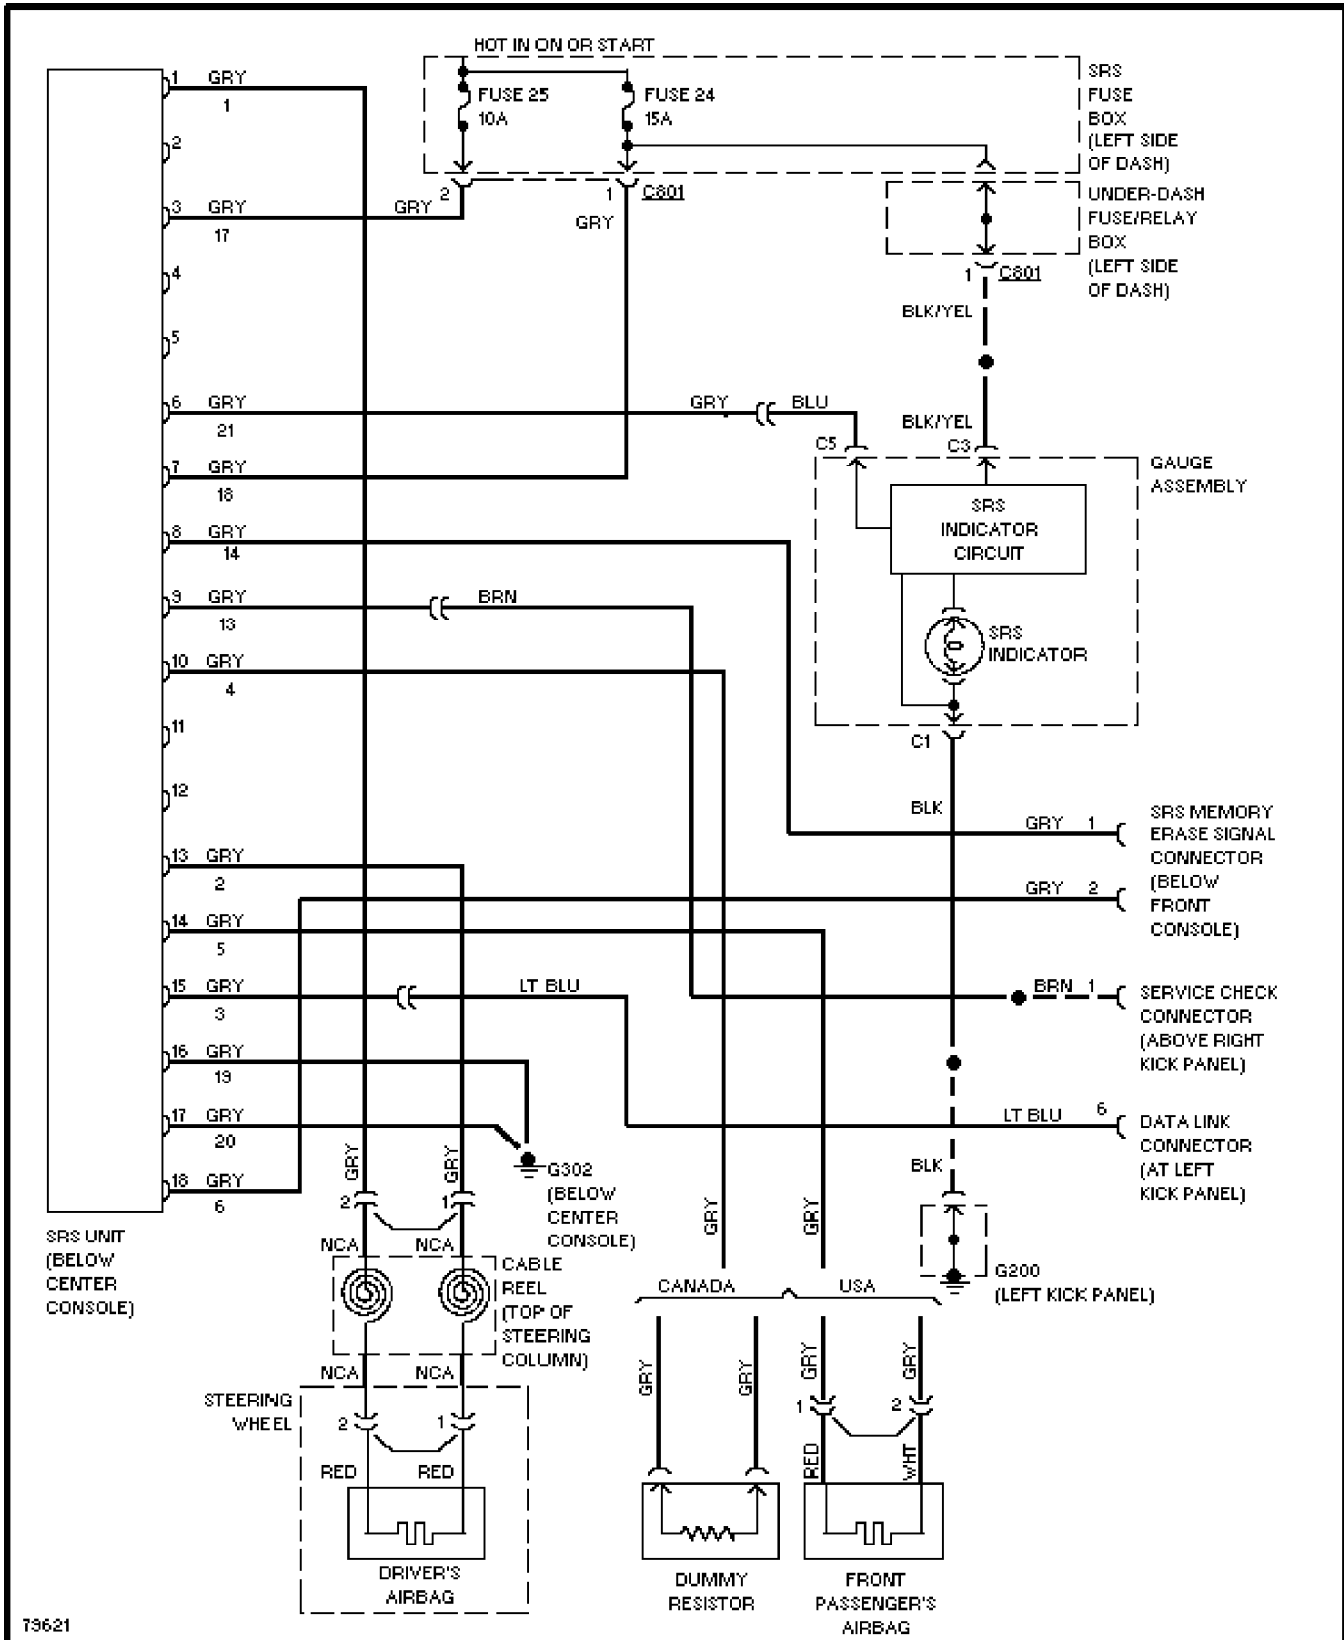 HOT IN ON OR START
FUSE 25
10A
FUSE 24
15A
SRS
FUSE
BOX
(LEFT SIDE
OF DASH)
2
1
C801
UNDER-DASH
FUSE/RELAY
BOX
(LEFT SIDE
OF DASH)
1
C801
BLK/YEL
BLK/YEL
1 GRY
1
2
3 GRY
17
GRY
GRY
4
5
6 GRY
21
GRY
BLU
C5
C3
GAUGE
ASSEMBLY
SRS
INDICATOR
CIRCUIT
SRS
INDICATOR
C1
7 GRY
18
8 GRY
14
9 GRY
13
BRN
10 GRY
4
11
12
13 GRY
2
14 GRY
5
15 GRY
3
LT BLU
16 GRY
19
17 GRY
20
18 GRY
6
SRS UNIT
(BELOW
CENTER
CONSOLE)
BLK
GRY 1
GRY 2
SRS MEMORY
ERASE SIGNAL
CONNECTOR
(BELOW
FRONT
CONSOLE)
BRN 1
SERVICE CHECK
CONNECTOR
(ABOVE RIGHT
KICK PANEL)
LT BLU 6
DATA LINK
CONNECTOR
(AT LEFT
KICK PANEL)
BLK
G200
(LEFT KICK PANEL)
G302
(BELOW
CENTER
CONSOLE)
GRY
GRY
2
1
NCA
NCA
CABLE
REEL
(TOP OF
STEERING
COLUMN)
NCA
NCA
STEERING
WHEEL
2
1
RED
RED
DRIVER'S
AIRBAG
GRY
GRY
CANADA
USA
GRY
GRY
GRY
GRY
1
2
RED
WHT
DUMMY
RESISTOR
FRONT
PASSENGER'S
AIRBAG
79621